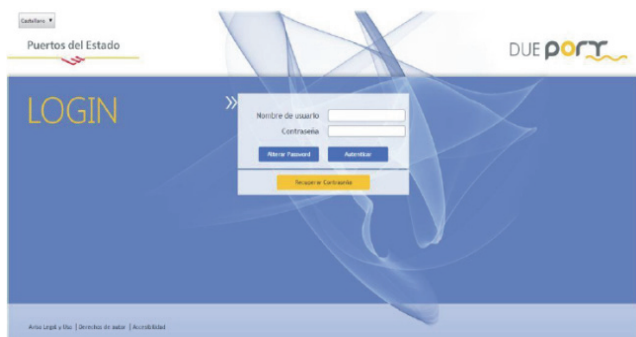 Castellano
Puertos del Estado
DUE port
LOGIN
»
Nombre de usuario
Contraseña
Alterar Password Autenticar
Recuperar Contraseña
Aviso Legal y Uso | Derechos de autor | Accesibilidad